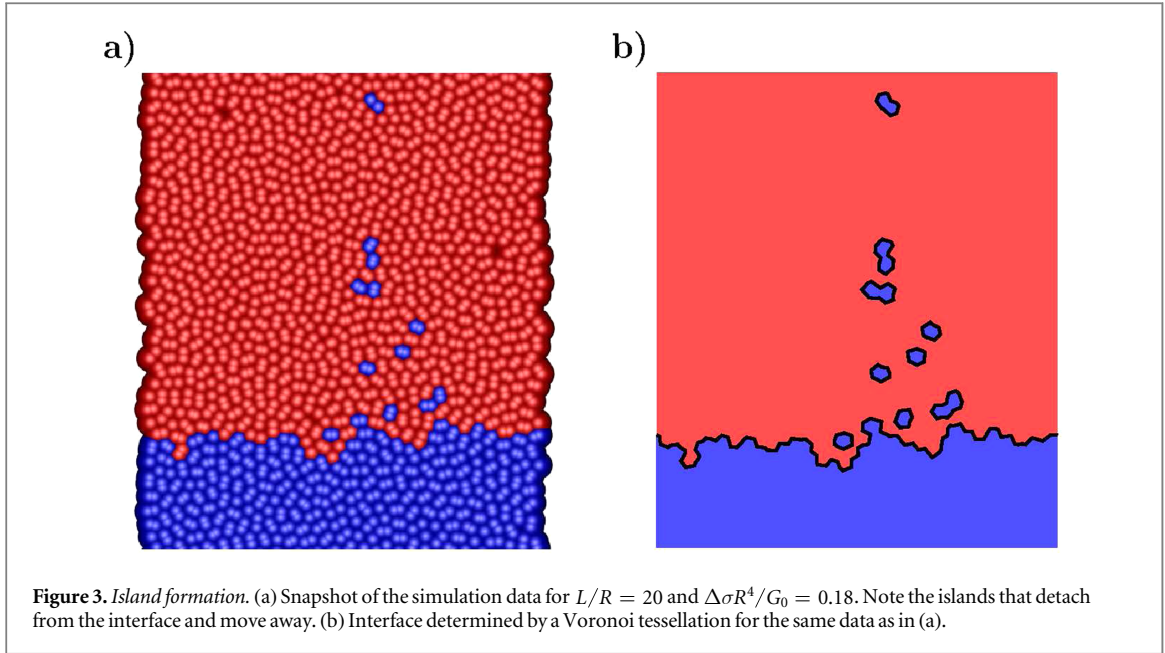 a)
b)
Figure 3. Island formation. (a) Snapshot of the simulation data for L/R = 20 and ΔσR⁴/G₀ = 0.18. Note the islands that detach
from the interface and move away. (b) Interface determined by a Voronoi tessellation for the same data as in (a).